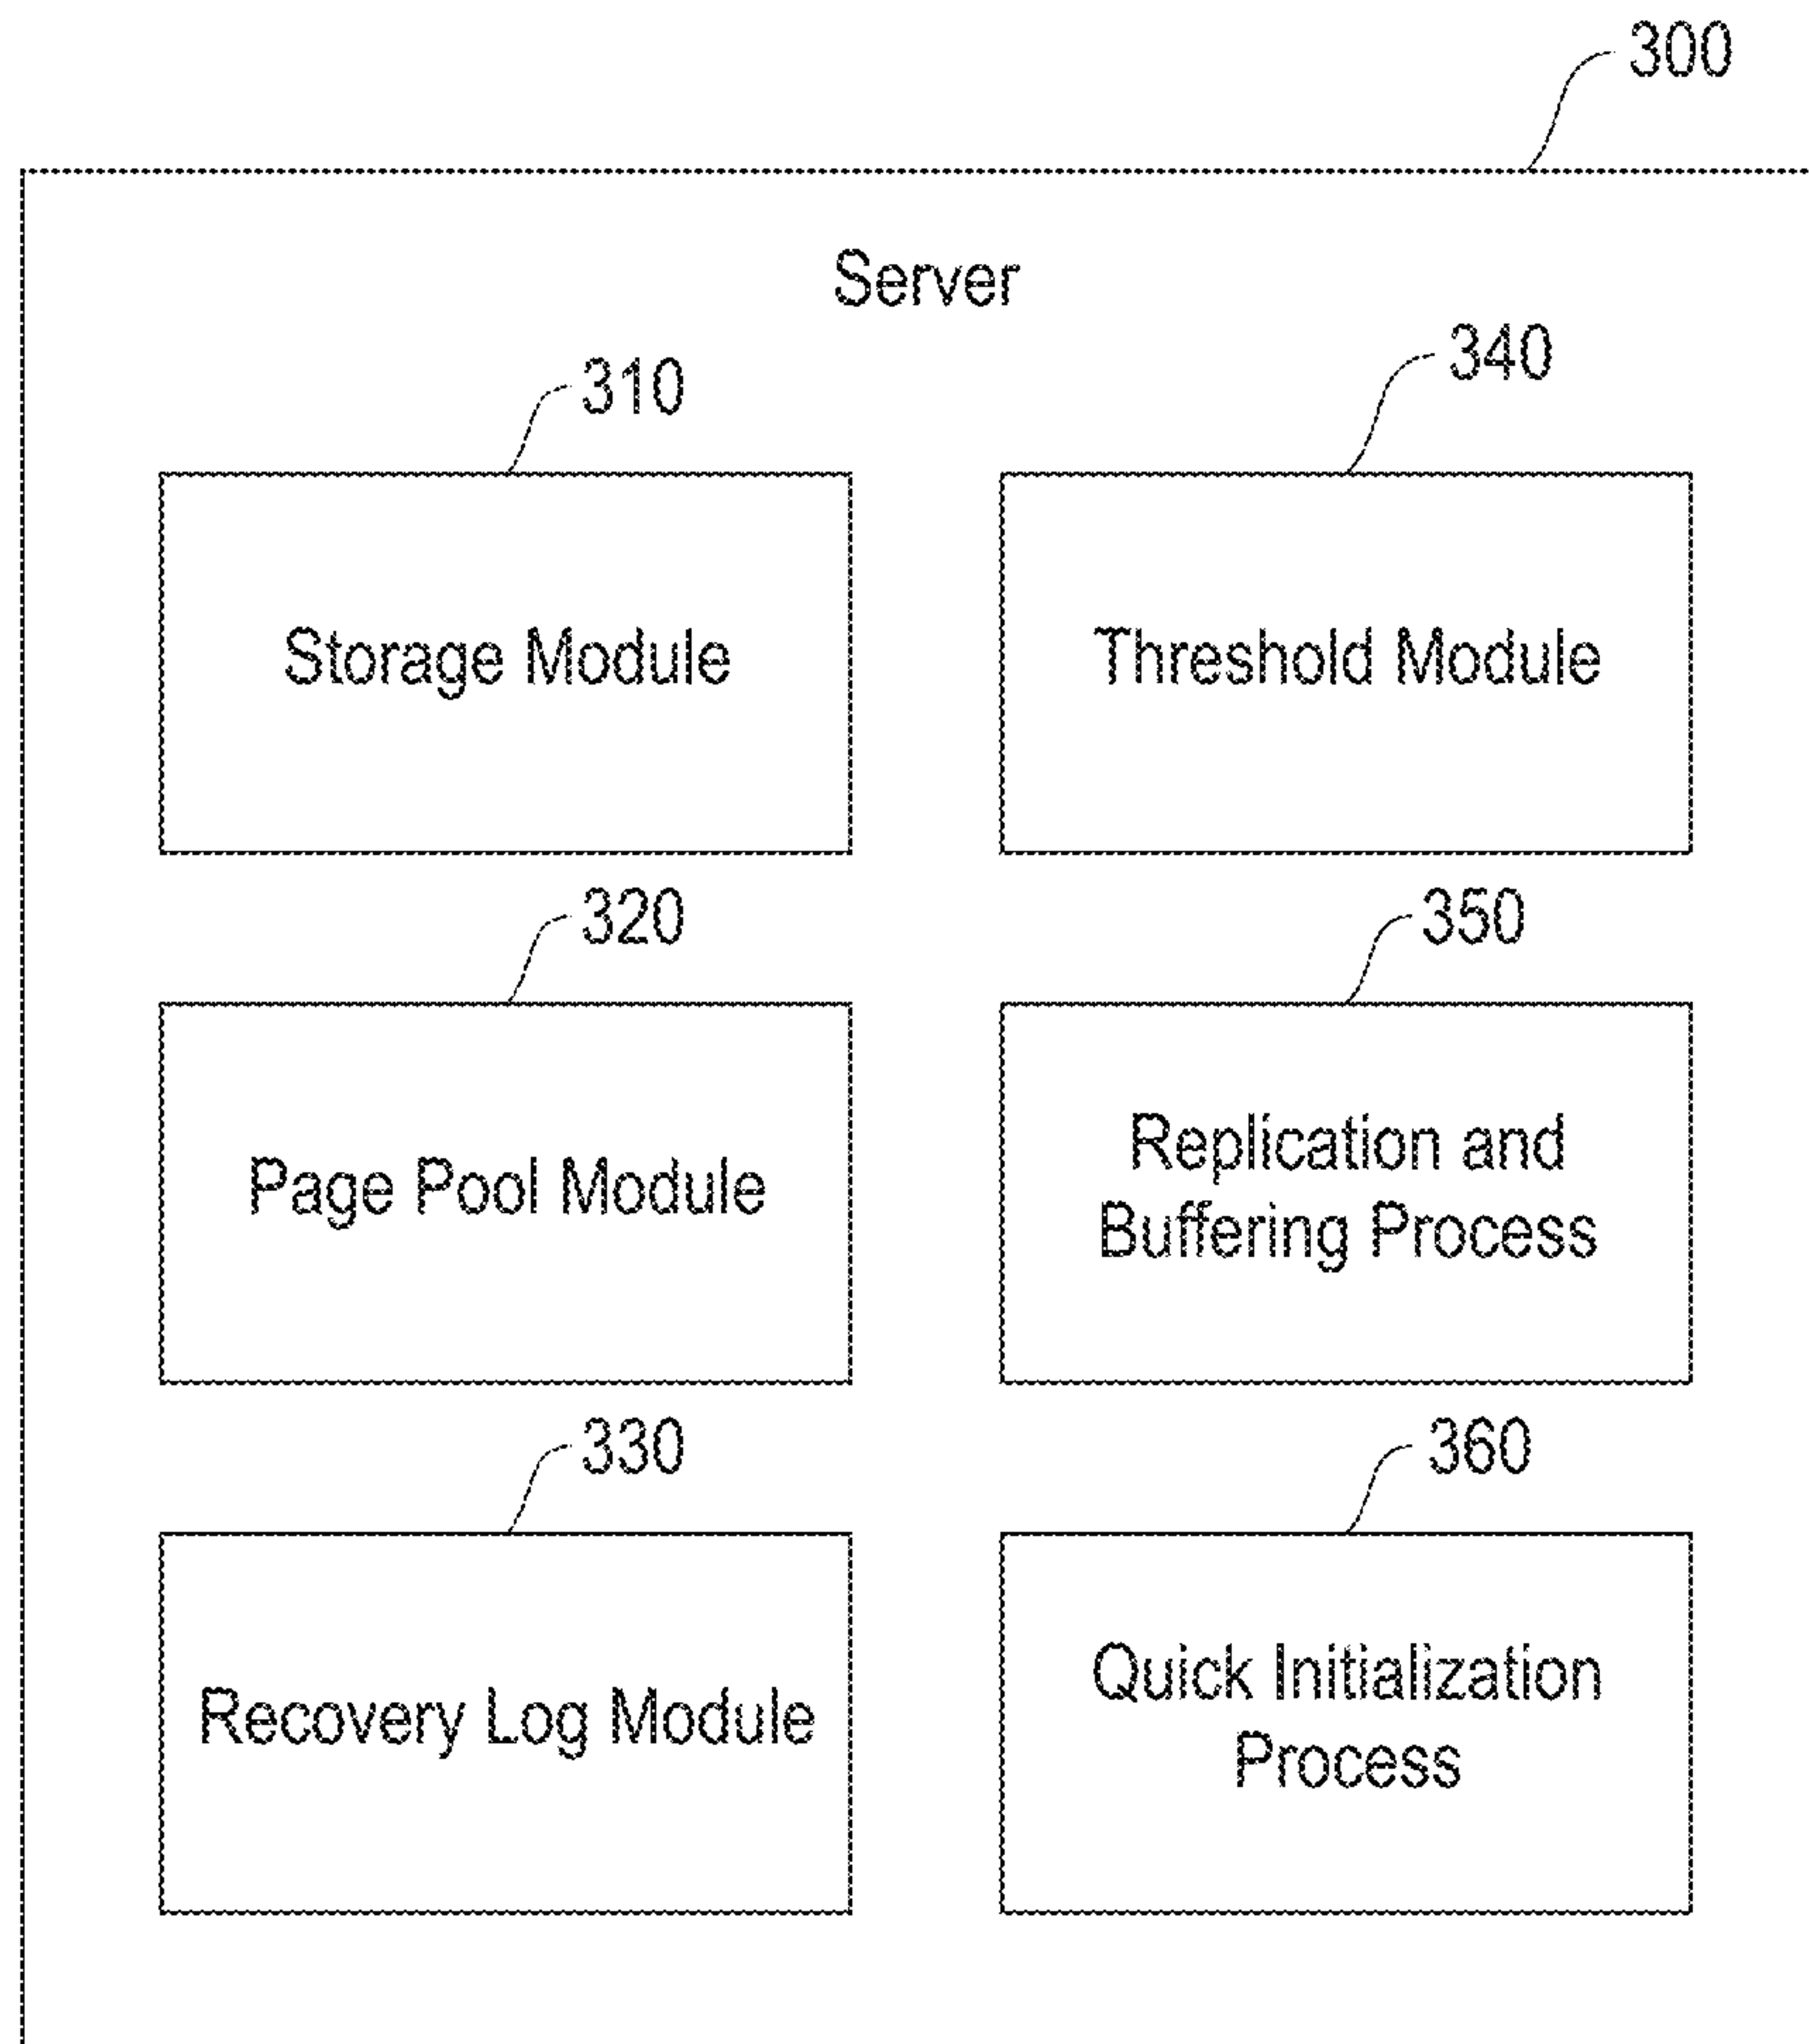 300
Server
310
340
Storage Module
Threshold Module
320
350
Page Pool Module
Replication and
Buffering Process
330
360
Recovery Log Module
Quick Initialization
Process